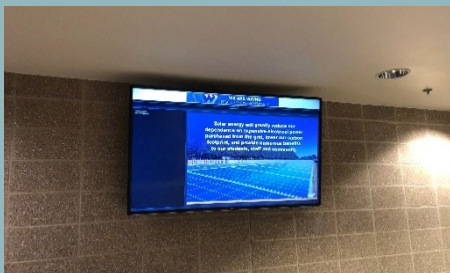 Solar energy will greatly reduce our
dependence on expensive electrical power
purchased from the grid, lower our carbon
footprint, and provide numerous benefits
to our students, staff and community.